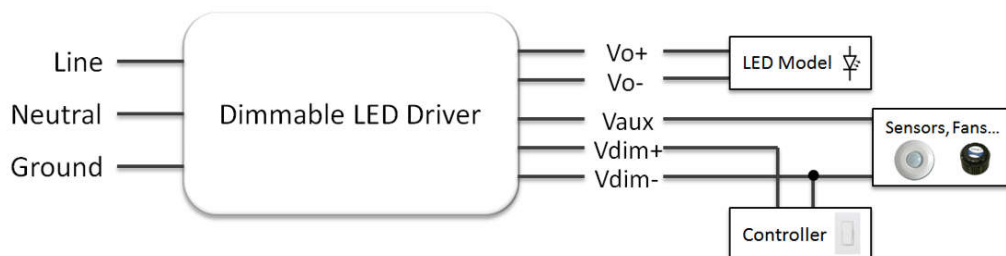 Line
Neutral
Ground
Dimmable LED Driver
Vo+
Vo-
Vaux
Vdim+
Vdim-
LED Model
Sensors, Fans...
Controller